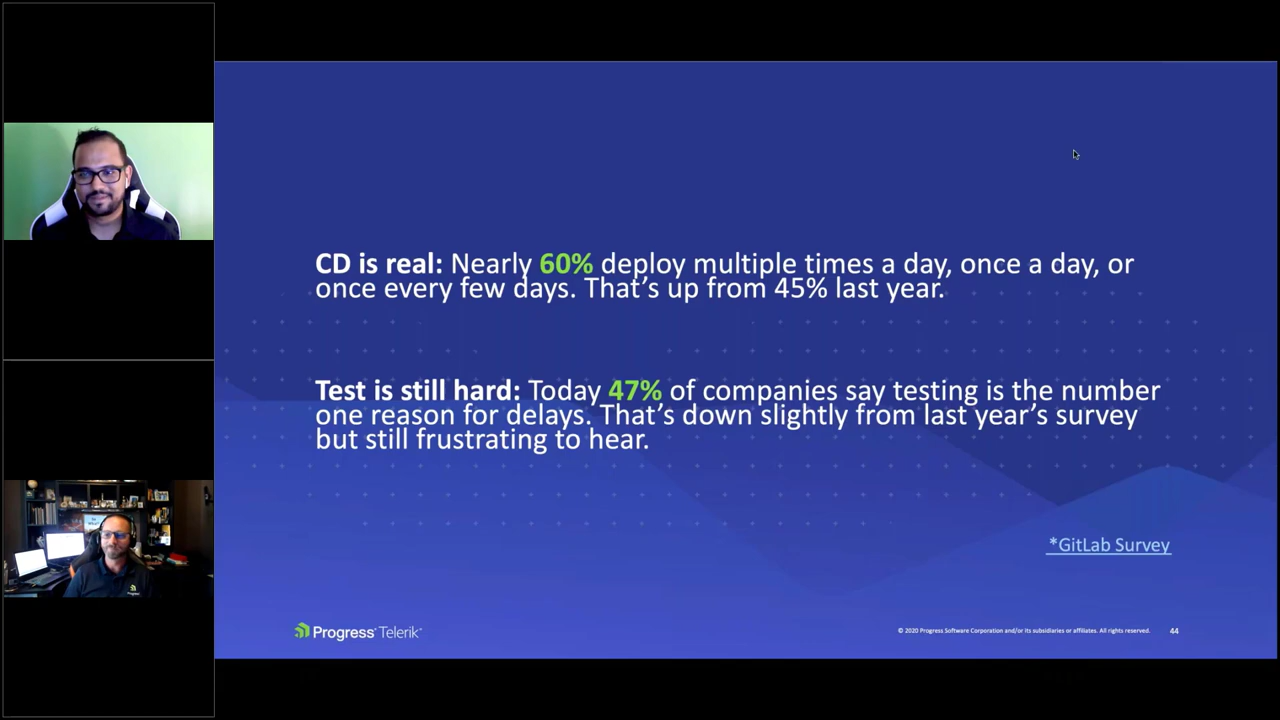 CD is real: Nearly 60% deploy multiple times a day, once a day, or
once every few days. That's up from 45% last year.
Test is still hard: Today 47% of companies say testing is the number
one reason for delays. That's down slightly from last year's survey
but still frustrating to hear.
*GitLab Survey
Progress Telerik
© 2020 Progress Software Corporation and/or its subsidiaries or affiliates. All rights reserved. 44